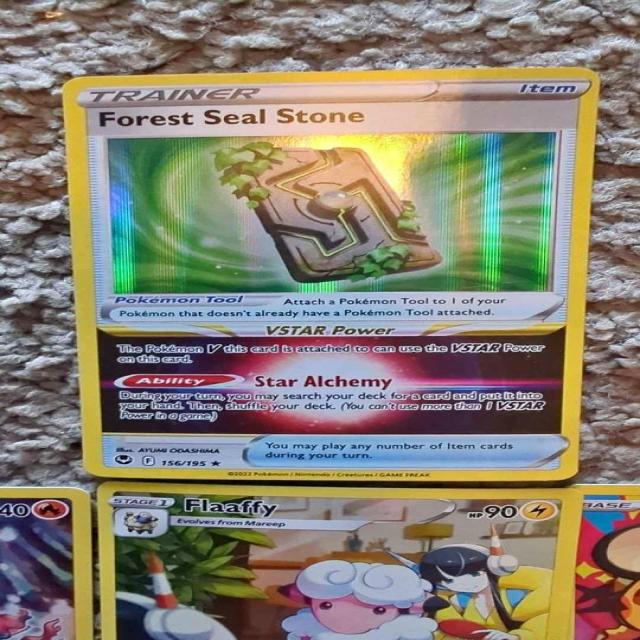 TRAINER
Item
Forest Seal Stone
Pokémon Tool
Attach a Pokémon Tool to 1 of your
Pokémon that doesn't already have a Pokémon Tool attached.
VSTAR Power
The Pokémon V this card is attached to can use the VSTAR Power
on this card.
Ability
Star Alchemy
During your turn, you may search your deck for a card and put it into
your hand. Then, shuffle your deck. (You can't use more than 1 VSTAR
Power in a game.)
Illus. AYUMI ODASHIMA
F 156/195 ★
You may play any number of Item cards
during your turn.
©2022 Pokémon / Nintendo / Creatures / GAME FREAK
40
STAGE 1
Flaaffy
Evolves from Mareep
HP 90
BASIC